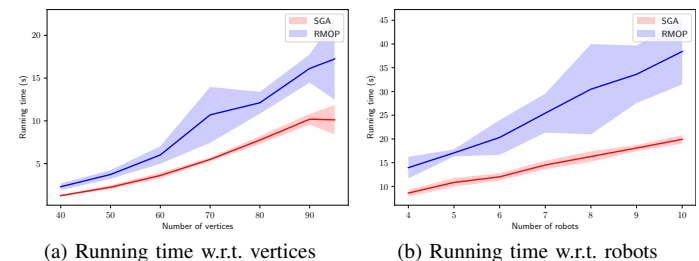 SGA
RMOP
20
15
10
5
Running time (s)
40
50
60
70
80
90
Number of vertices
(a) Running time w.r.t. vertices
SGA
RMOP
45
40
35
30
25
20
15
10
Running time (s)
4
5
6
7
8
9
10
Number of robots
(b) Running time w.r.t. robots